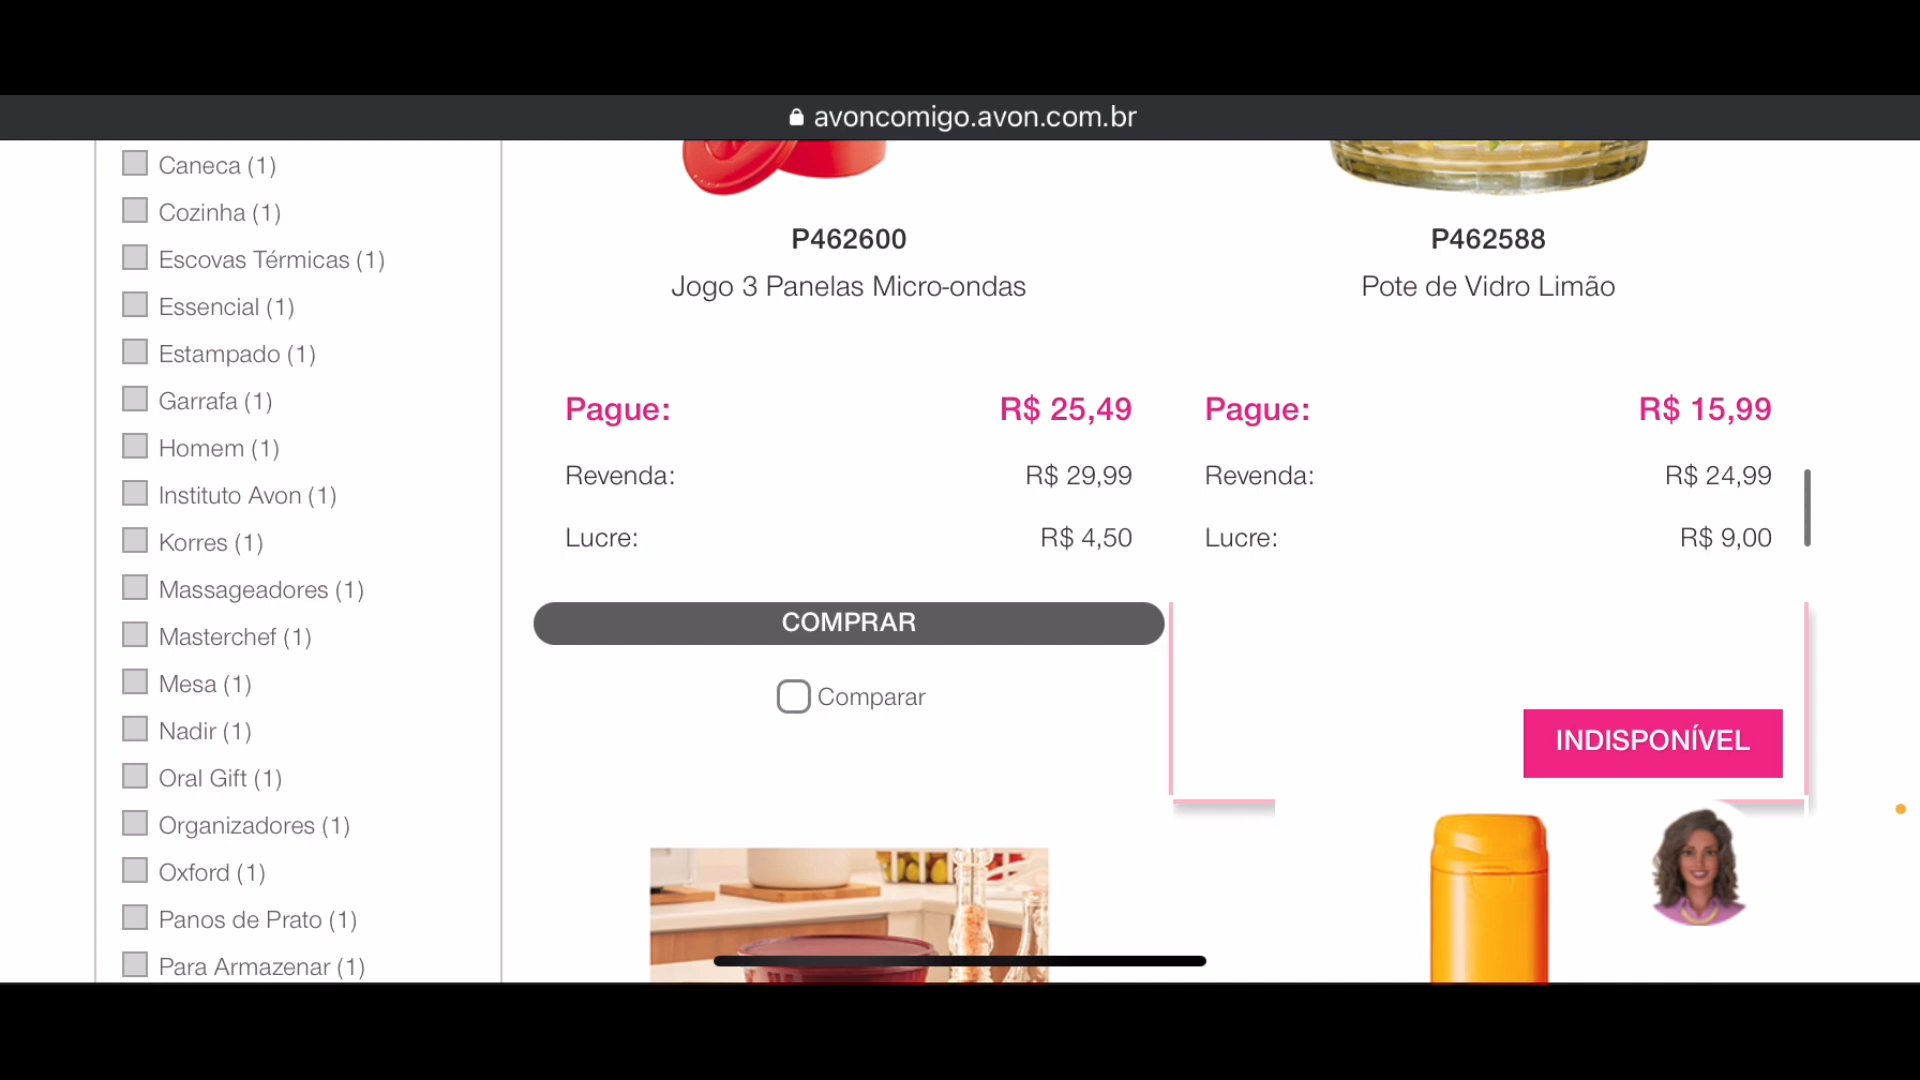 avoncomigo.avon.com.br
Caneca (1)
Cozinha (1)
Escovas Térmicas (1)
Essencial (1)
Estampado (1)
Garrafa (1)
Homem (1)
Instituto Avon (1)
Korres (1)
Massageadores (1)
Masterchef (1)
Mesa (1)
Nadir (1)
Oral Gift (1)
Organizadores (1)
Oxford (1)
Panos de Prato (1)
Para Armazenar (1)
P462600
Jogo 3 Panelas Micro-ondas
Pague: R$ 25,49
Revenda: R$ 29,99
Lucre: R$ 4,50
COMPRAR
Comparar
P462588
Pote de Vidro Limão
Pague: R$ 15,99
Revenda: R$ 24,99
Lucre: R$ 9,00
INDISPONÍVEL